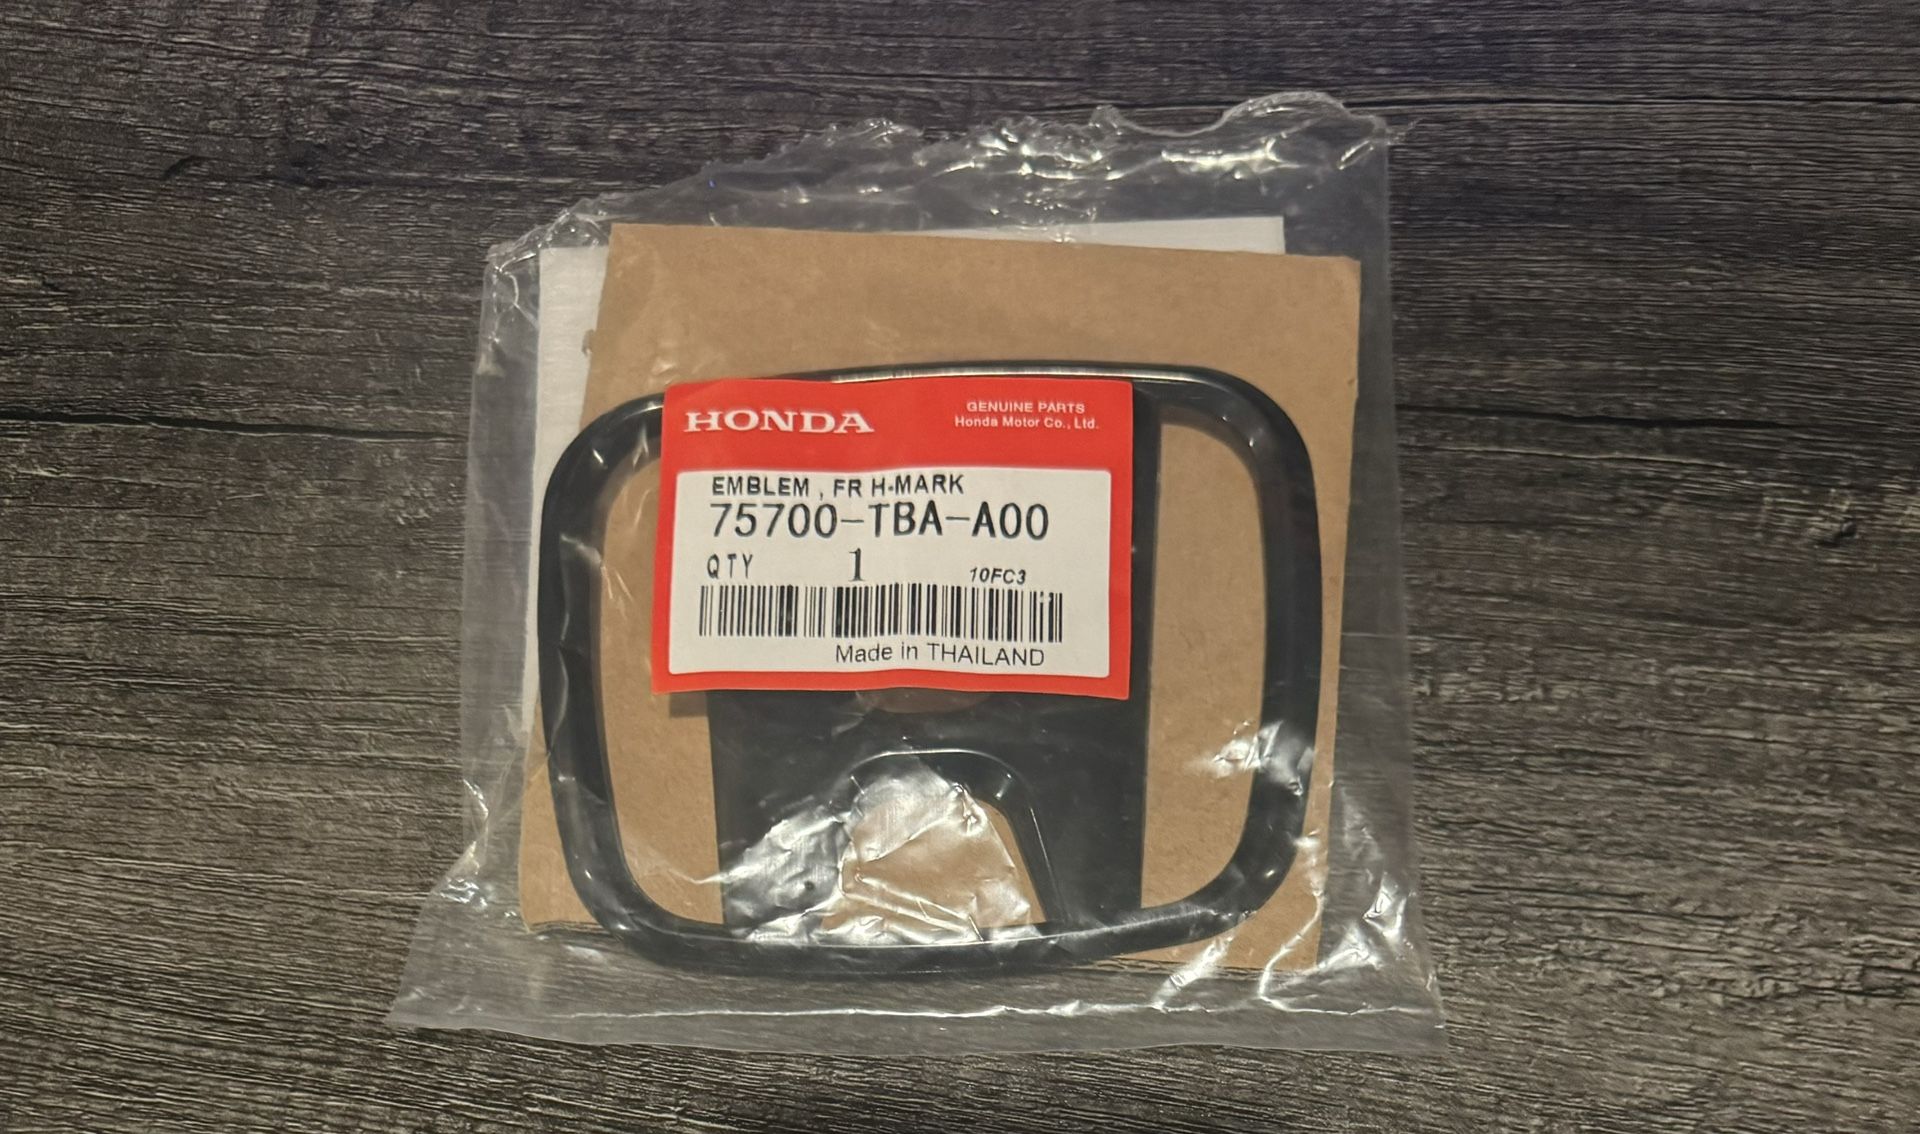 HONDA
GENUINE PARTS
Honda Motor Co., Ltd.
EMBLEM , FR H-MARK
75700-TBA-A00
QTY 1 10FC3
Made in THAILAND